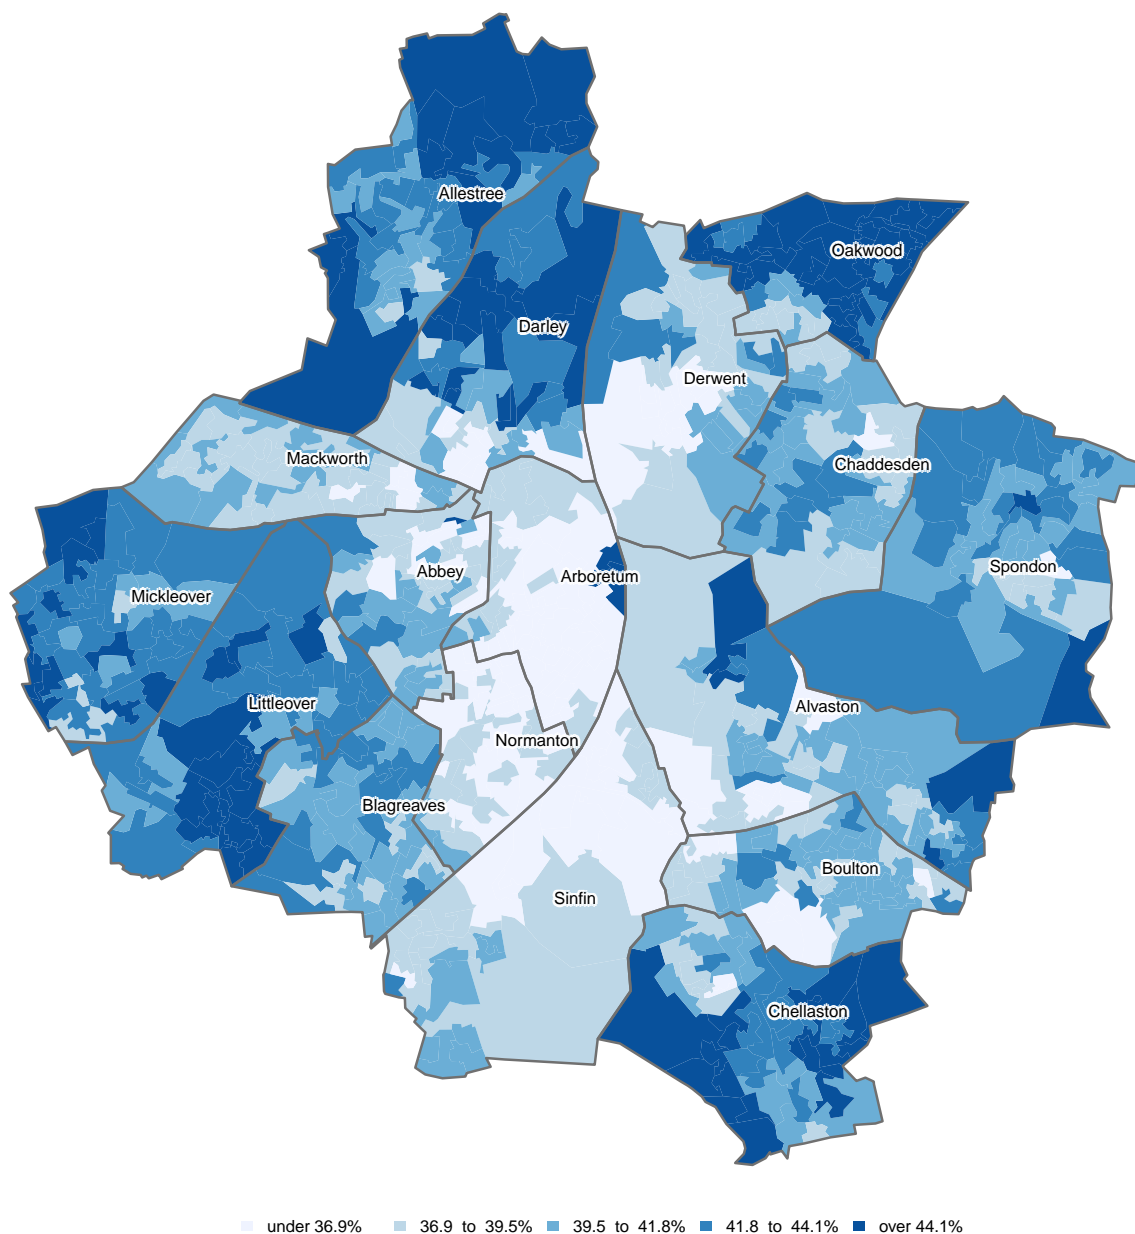 Allestree
Oakwood
Darley
Derwent
Mackworth
Chaddesden
Spondon
Abbey
Arboretum
Mickleover
Littleover
Alvaston
Normanton
Blagreaves
Boulton
Sinfin
Chellaston
under 36.9% 36.9 to 39.5% 39.5 to 41.8% 41.8 to 44.1% over 44.1%